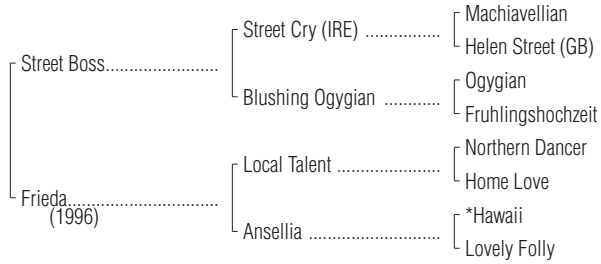 Machiavellian
Street Cry (IRE) ................
Helen Street (GB)
Street Boss........................
Ogygian
Blushing Ogygian ............
Fruhlingshochzeit
Northern Dancer
Local Talent ......................
Home Love
Frieda..........................
(1996)
*Hawaii
Ansellia ............................
Lovely Folly